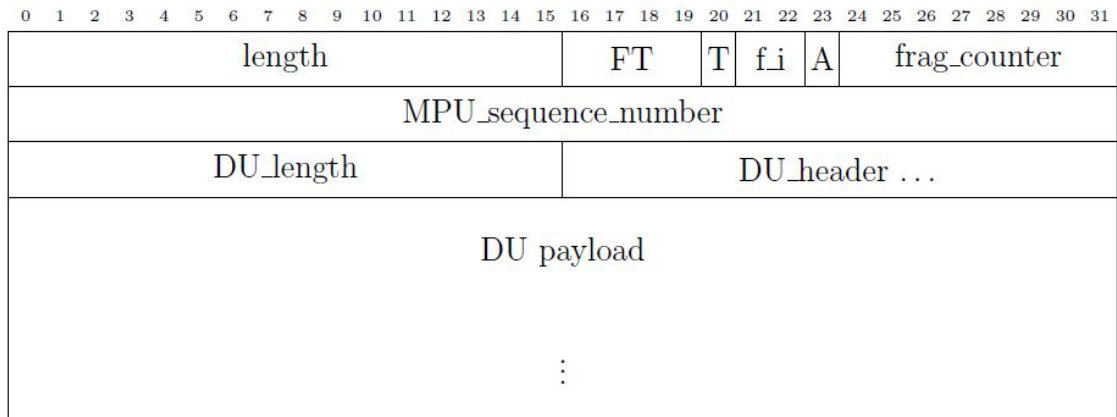 0 1 2 3 4 5 6 7 8 9 10 11 12 13 14 15 16 17 18 19 20 21 22 23 24 25 26 27 28 29 30 31
length FT T f_i A frag_counter
MPU_sequence_number
DU_length DU_header ...
DU payload
⋮